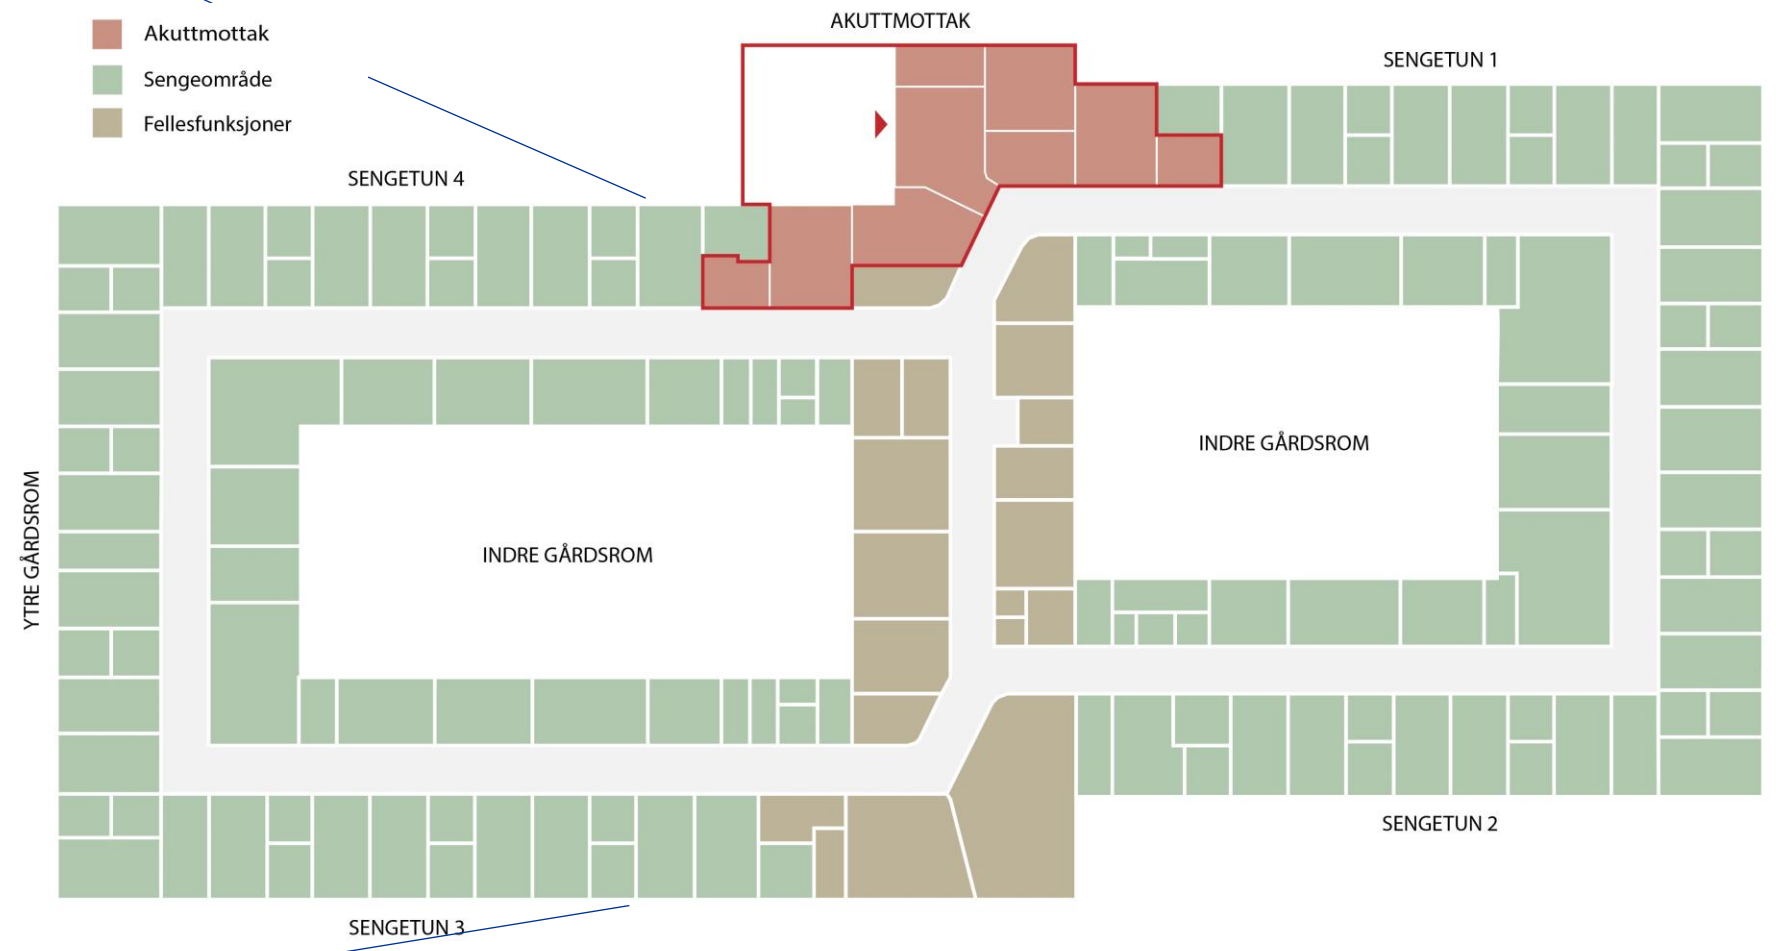 AKUTTMOTTAK
Akuttmottak
Sengeområde
Fellesfunksjoner
SENGETUN 1
SENGETUN 4
INDRE GÅRDSROM
INDRE GÅRDSROM
YTRE GÅRDSROM
SENGETUN 2
SENGETUN 3